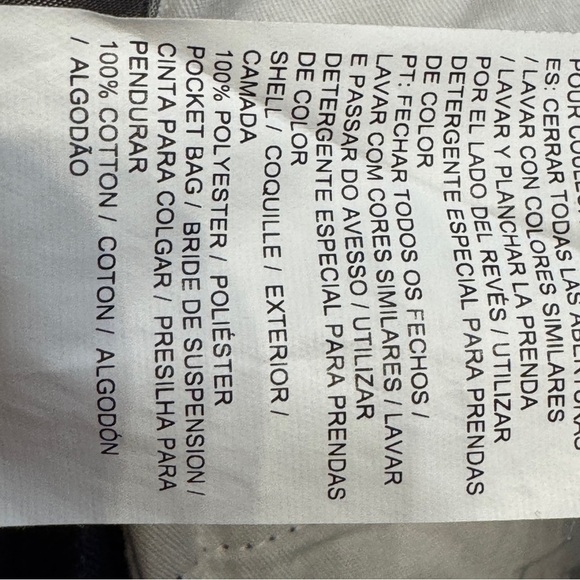 POUR
ES: CERRAR TODAS LAS ABERTURAS
/ LAVAR CON COLORES SIMILARES
/ LAVAR Y PLANCHAR LA PRENDA
POR EL LADO DEL REVÉS / UTILIZAR
DETERGENTE ESPECIAL PARA PRENDAS
DE COLOR
PT: FECHAR TODOS OS FECHOS /
LAVAR COM CORES SIMILARES / LAVAR
E PASSAR DO AVESSO / UTILIZAR
DETERGENTE ESPECIAL PARA PRENDAS
DE COLOR
SHELL / COQUILLE / EXTERIOR /
CAMADA
100% POLYESTER / POLIÉSTER
POCKET BAG / BRIDE DE SUSPENSION /
CINTA PARA COLGAR / PRESILHA PARA
PENDURAR
100% COTTON / COTON / ALGODÓN
/ ALGODÃO